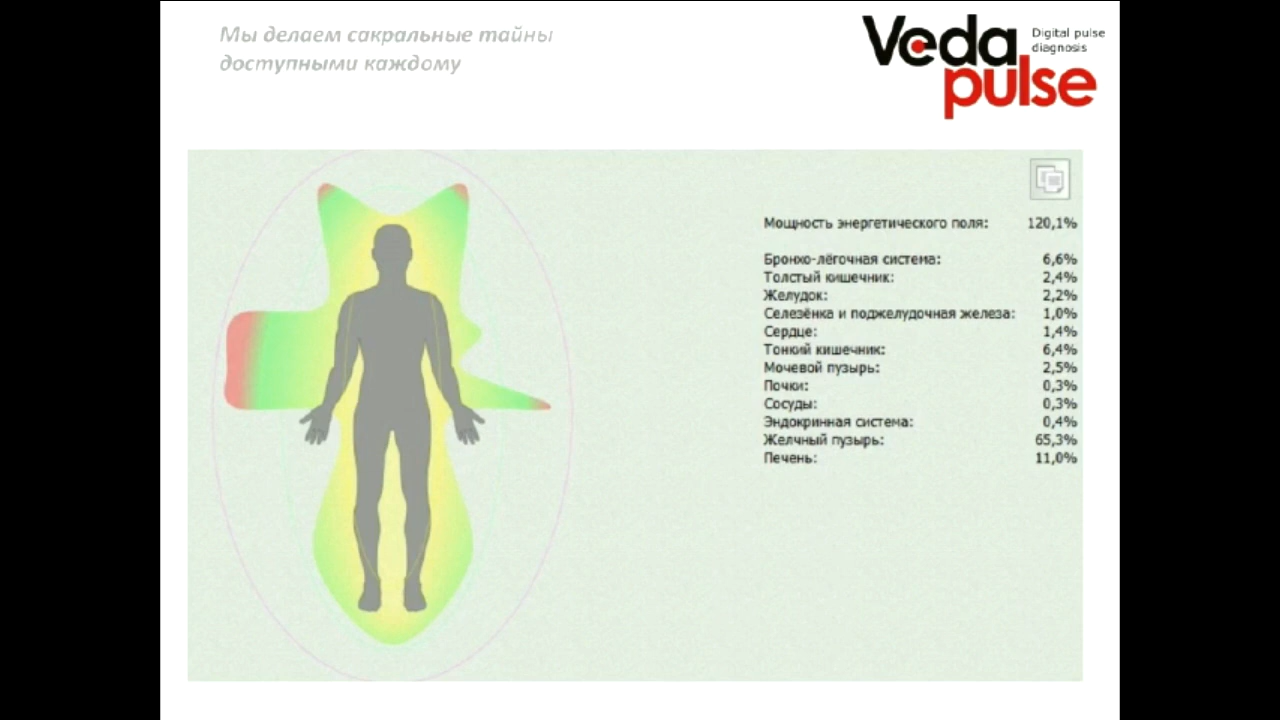 Мы делаем сакральные тайны
доступными каждому
Veda
pulse
Digital pulse
diagnosis
Мощность энергетического поля: 120,1%
Бронхо-лёгочная система: 6,6%
Толстый кишечник: 2,4%
Желудок: 2,2%
Селезёнка и поджелудочная железа: 1,0%
Сердце: 1,4%
Тонкий кишечник: 6,4%
Мочевой пузырь: 2,5%
Почки: 0,3%
Сосуды: 0,3%
Эндокринная система: 0,4%
Желчный пузырь: 65,3%
Печень: 11,0%